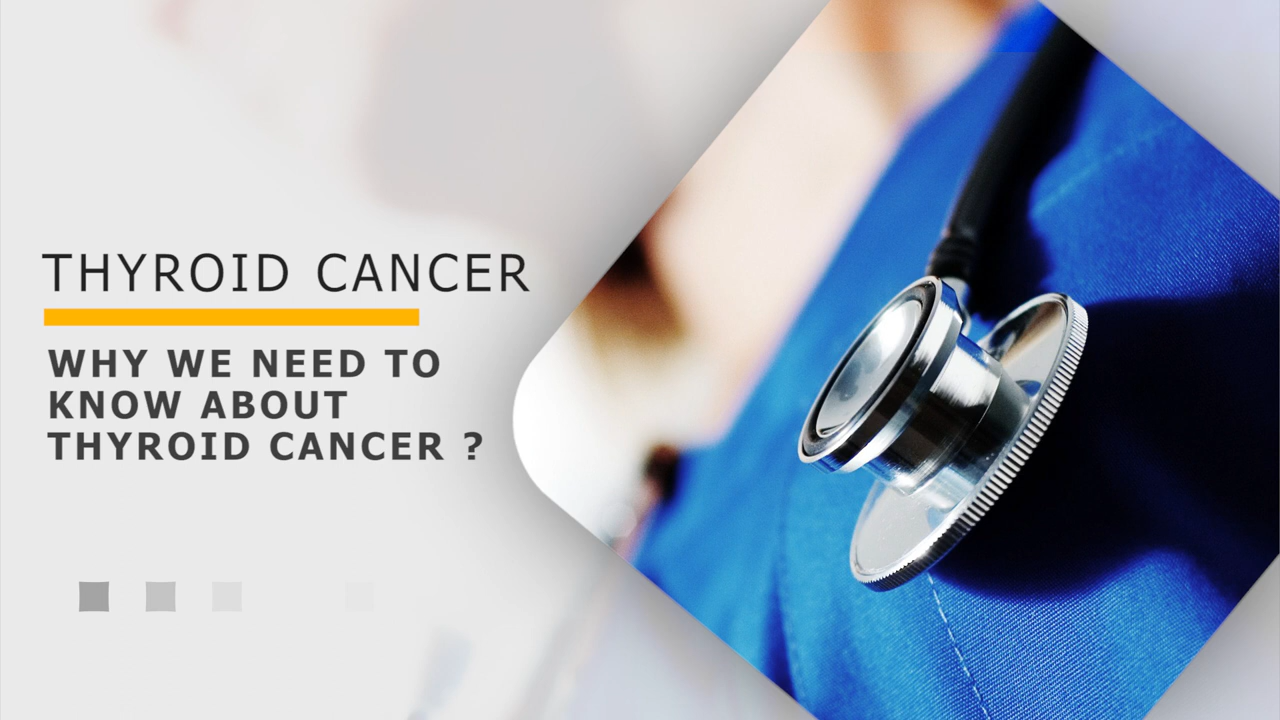 THYROID CANCER
WHY WE NEED TO
KNOW ABOUT
THYROID CANCER ?